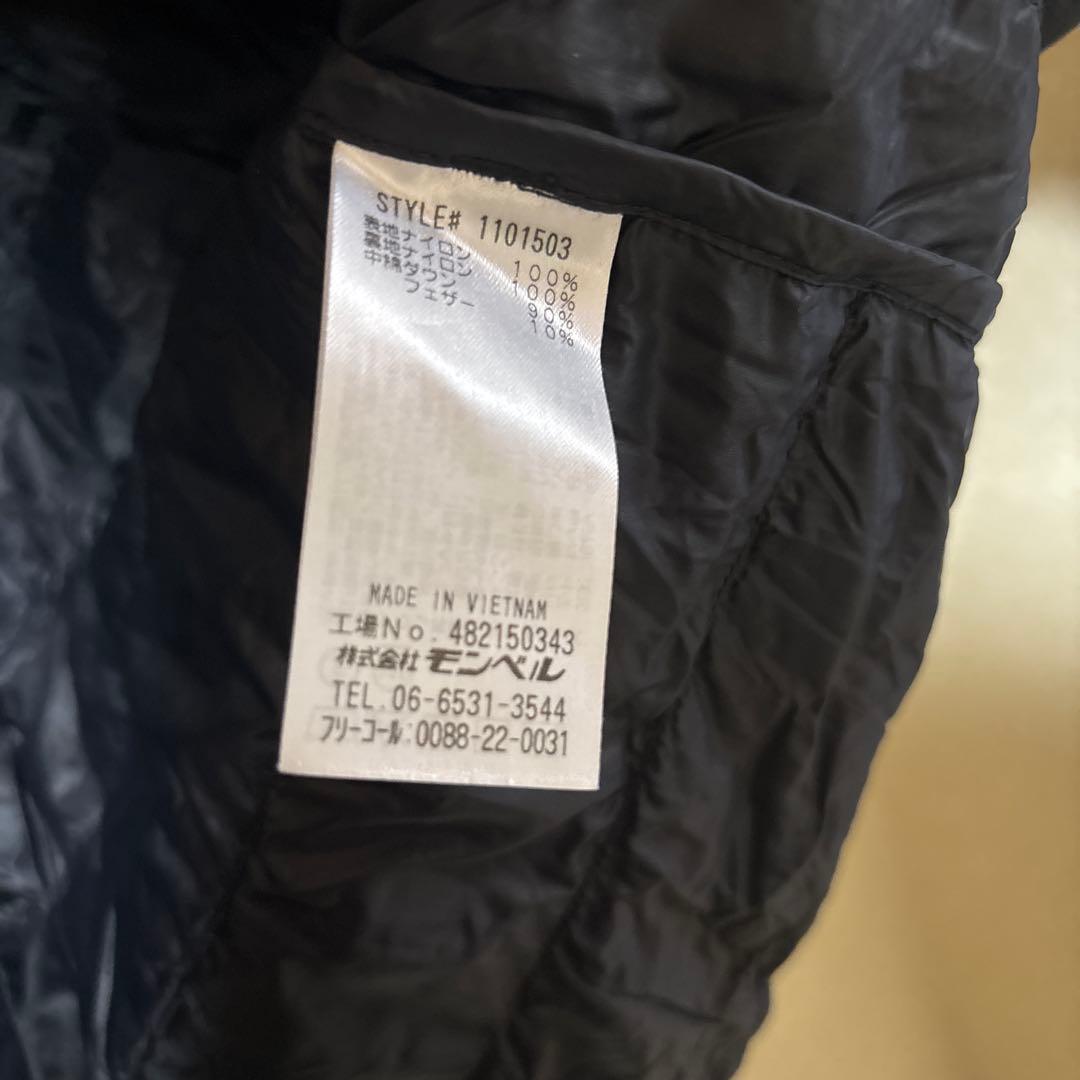 STYLE# 1101503
表地ナイロン 100%
裏地ナイロン 100%
中綿ダウン 90%
フェザー 10%
MADE IN VIETNAM
工場No. 482150343
株式会社 モンベル
TEL. 06-6531-3544
フリーコール:0088-22-0031